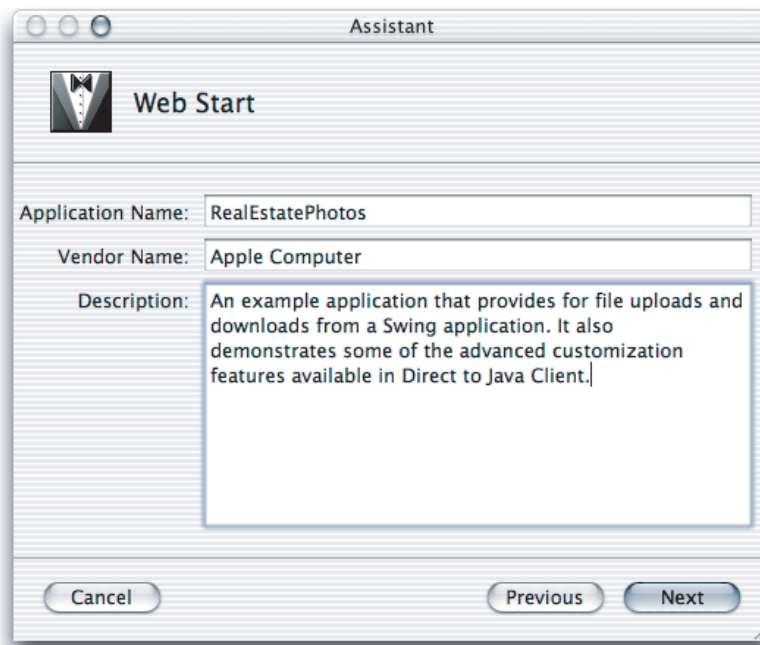 Assistant
Web Start
Application Name: RealEstatePhotos
Vendor Name: Apple Computer
Description: An example application that provides for file uploads and
downloads from a Swing application. It also
demonstrates some of the advanced customization
features available in Direct to Java Client.
Cancel Previous Next